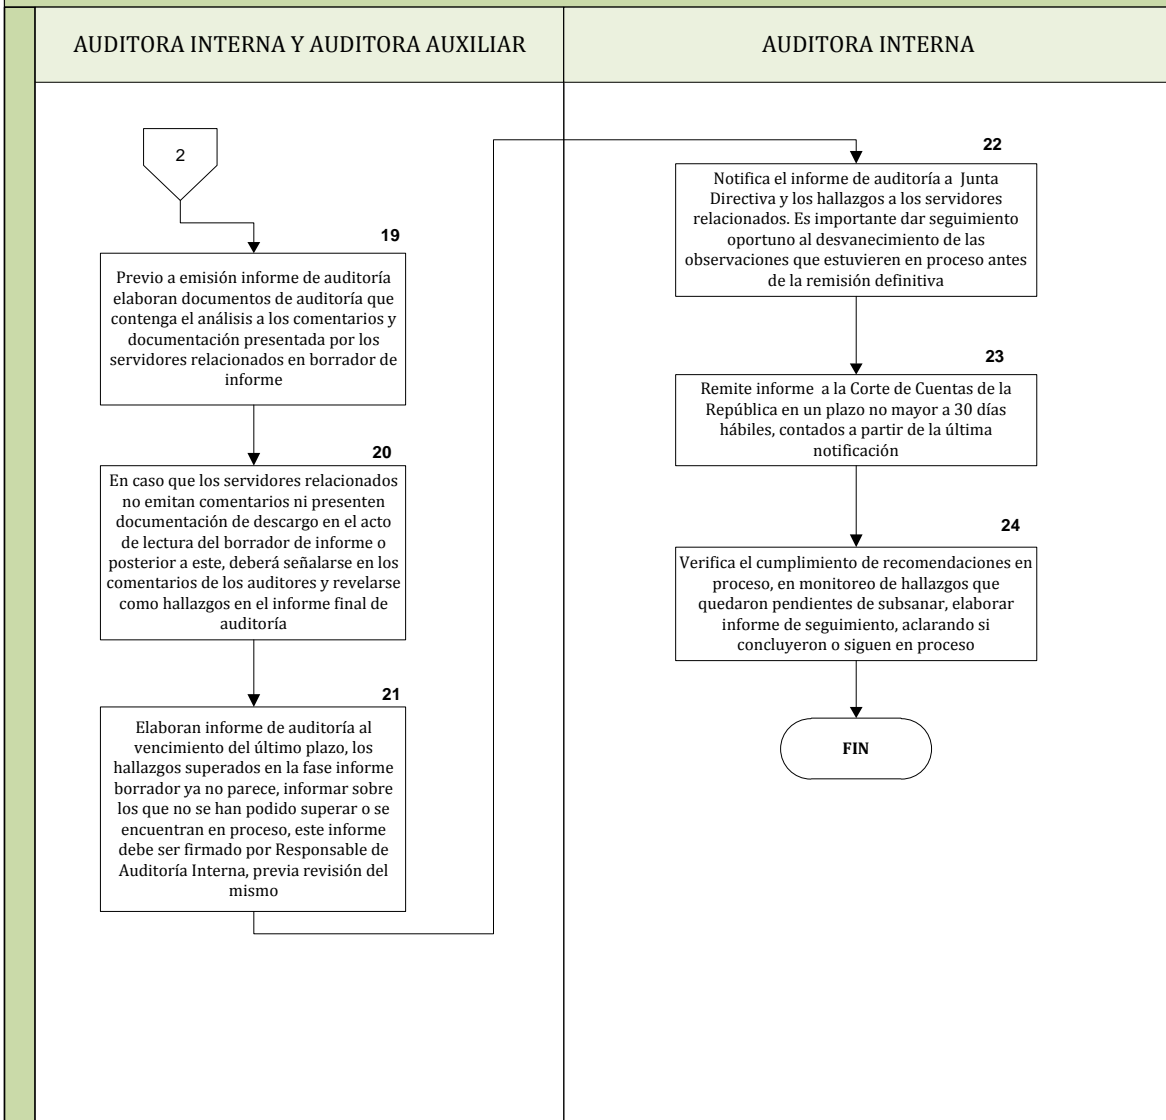 AUDITORA INTERNA Y AUDITORA AUXILIAR
AUDITORA INTERNA
2
19
Previo a emisión informe de auditoría
elaboran documentos de auditoría que
contenga el análisis a los comentarios y
documentación presentada por los
servidores relacionados en borrador de
informe
20
En caso que los servidores relacionados
no emitan comentarios ni presenten
documentación de descargo en el acto
de lectura del borrador de informe o
posterior a este, deberá señalarse en los
comentarios de los auditores y revelarse
como hallazgos en el informe final de
auditoría
21
Elaboran informe de auditoría al
vencimiento del último plazo, los
hallazgos superados en la fase informe
borrador ya no parece, informar sobre
los que no se han podido superar o se
encuentran en proceso, este informe
debe ser firmado por Responsable de
Auditoría Interna, previa revisión del
mismo
22
Notifica el informe de auditoría a Junta
Directiva y los hallazgos a los servidores
relacionados. Es importante dar seguimiento
oportuno al desvanecimiento de las
observaciones que estuvieren en proceso antes
de la remisión definitiva
23
Remite informe a la Corte de Cuentas de la
República en un plazo no mayor a 30 días
hábiles, contados a partir de la última
notificación
24
Verifica el cumplimiento de recomendaciones en
proceso, en monitoreo de hallazgos que
quedaron pendientes de subsanar, elaborar
informe de seguimiento, aclarando si
concluyeron o siguen en proceso
FIN